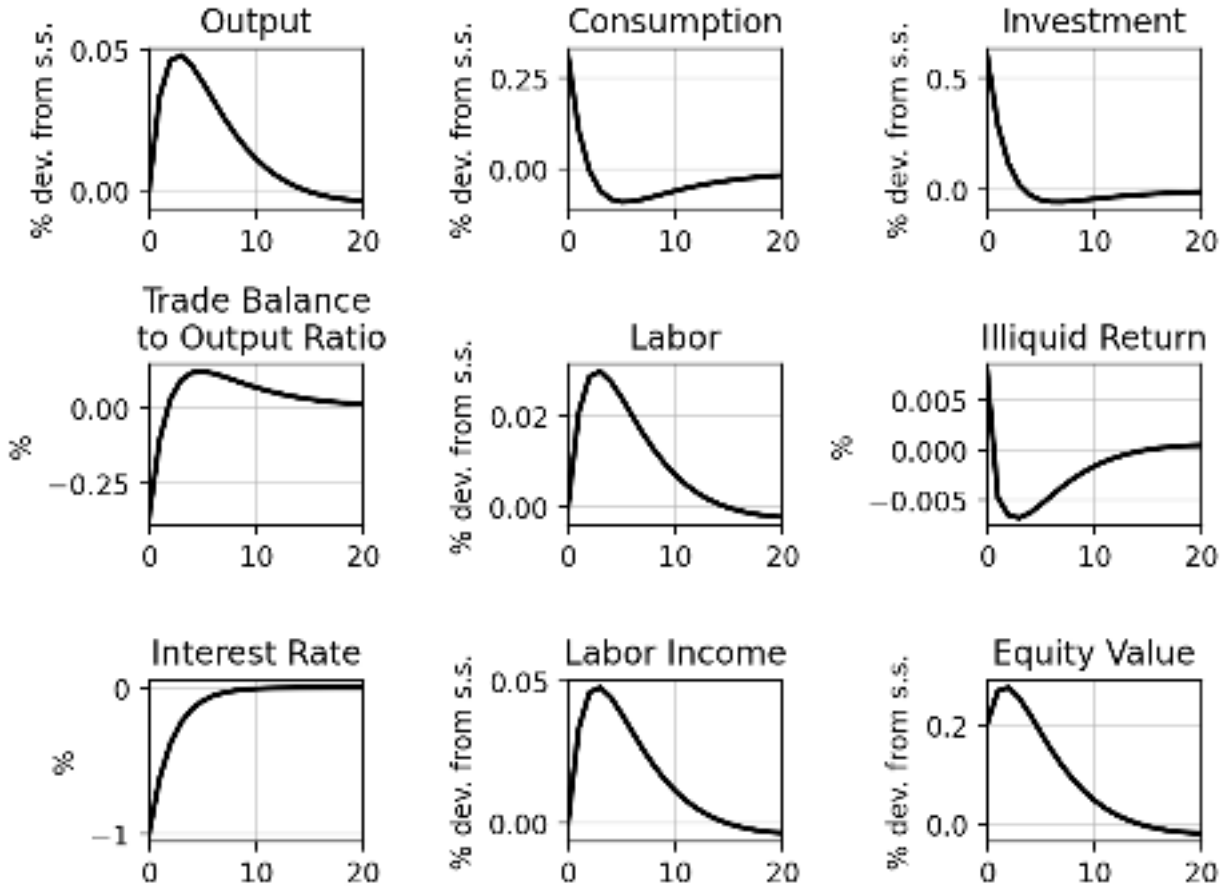 Output
% dev. from s.s.
0.05
0.00
0 10 20
Consumption
% dev. from s.s.
0.25
0.00
0 10 20
Investment
% dev. from s.s.
0.5
0.0
0 10 20
Trade Balance
to Output Ratio
%
0.00
−0.25
0 10 20
Labor
% dev. from s.s.
0.02
0.00
0 10 20
Illiquid Return
%
0.005
0.000
−0.005
0 10 20
Interest Rate
%
0
−1
0 10 20
Labor Income
% dev. from s.s.
0.05
0.00
0 10 20
Equity Value
% dev. from s.s.
0.2
0.0
0 10 20